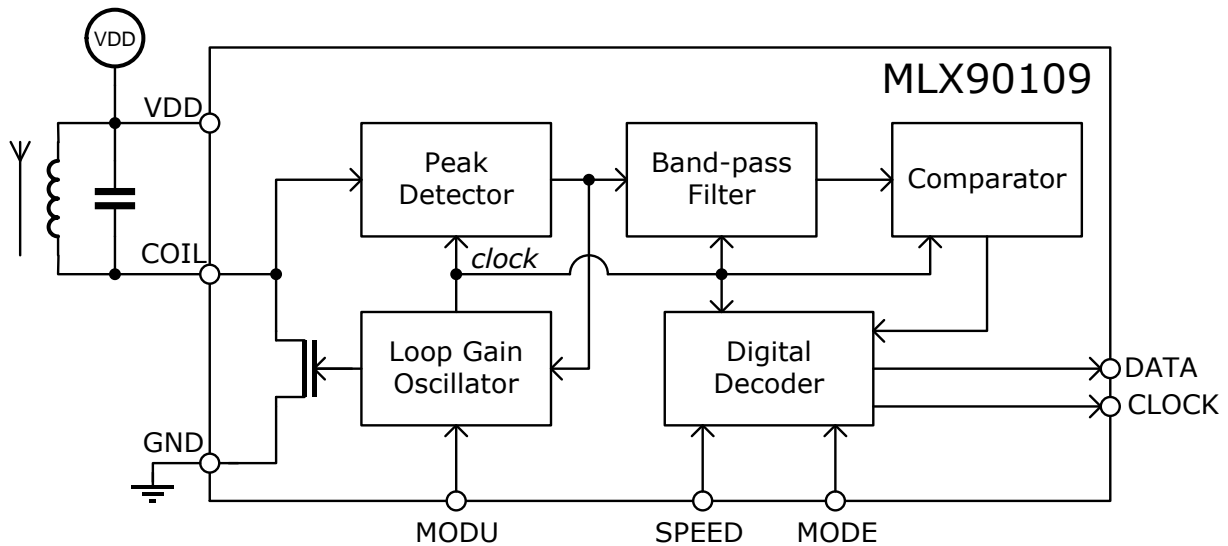 VDD
MLX90109
VDD
Peak
Detector
Band-pass
Filter
Comparator
COIL
clock
Loop Gain
Oscillator
Digital
Decoder
DATA
CLOCK
GND
MODU
SPEED
MODE